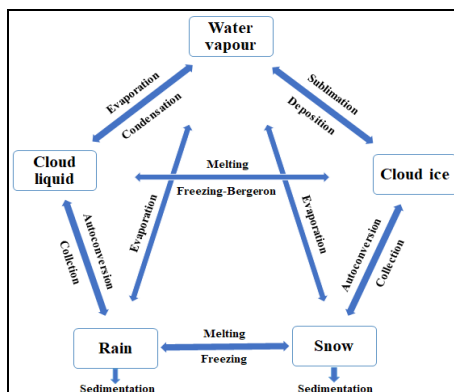 Water
vapour
Evaporation
Condensation
Sublimation
Deposition
Cloud
liquid
Melting
Freezing-Bergeron
Cloud ice
Evaporation
Evaporation
Autoconversion
Collction
Autoconversion
Collection
Rain
Melting
Freezing
Snow
Sedimentation
Sedimentation